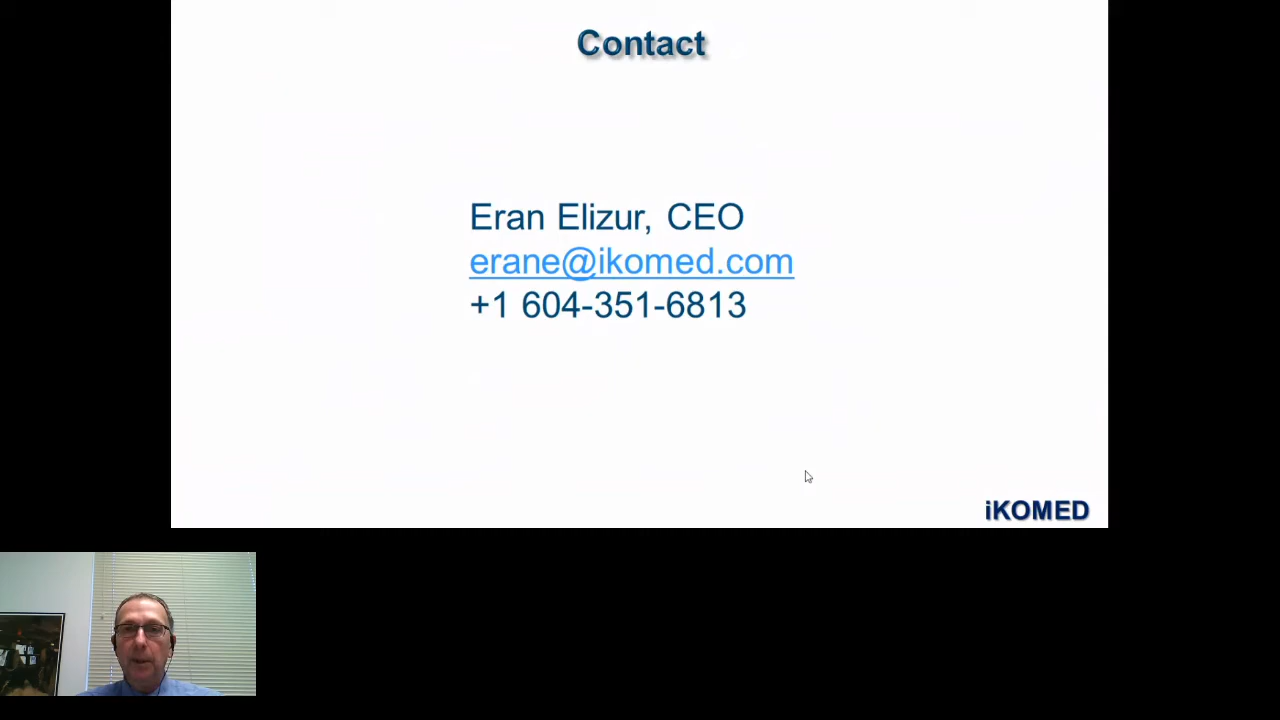 Contact
Eran Elizur, CEO
erane@ikomed.com
+1 604-351-6813
iKOMED